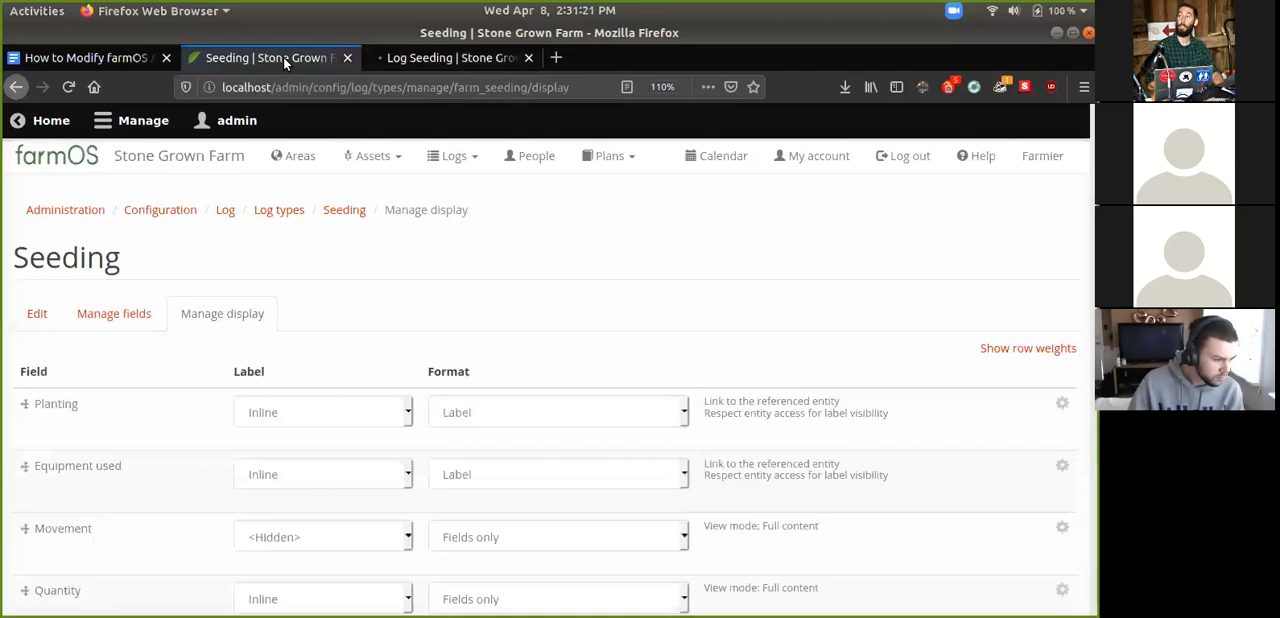 Activities Firefox Web Browser Wed Apr 8, 2:31:21 PM 100 %
Seeding | Stone Grown Farm - Mozilla Firefox
How to Modify farmOS Seeding | Stone Grown F Log Seeding | Stone Gro
localhost/admin/config/log/types/manage/farm_seeding/display 110%
Home Manage admin
farmOS Stone Grown Farm Areas Assets Logs People Plans Calendar My account Log out Help Farmier
Administration / Configuration / Log / Log types / Seeding / Manage display
Seeding
Edit Manage fields Manage display
Show row weights
Field Label Format
Planting Inline Label Link to the referenced entity
Respect entity access for label visibility
Equipment used Inline Label Link to the referenced entity
Respect entity access for label visibility
Movement <Hidden> Fields only View mode: Full content
Quantity Inline Fields only View mode: Full content